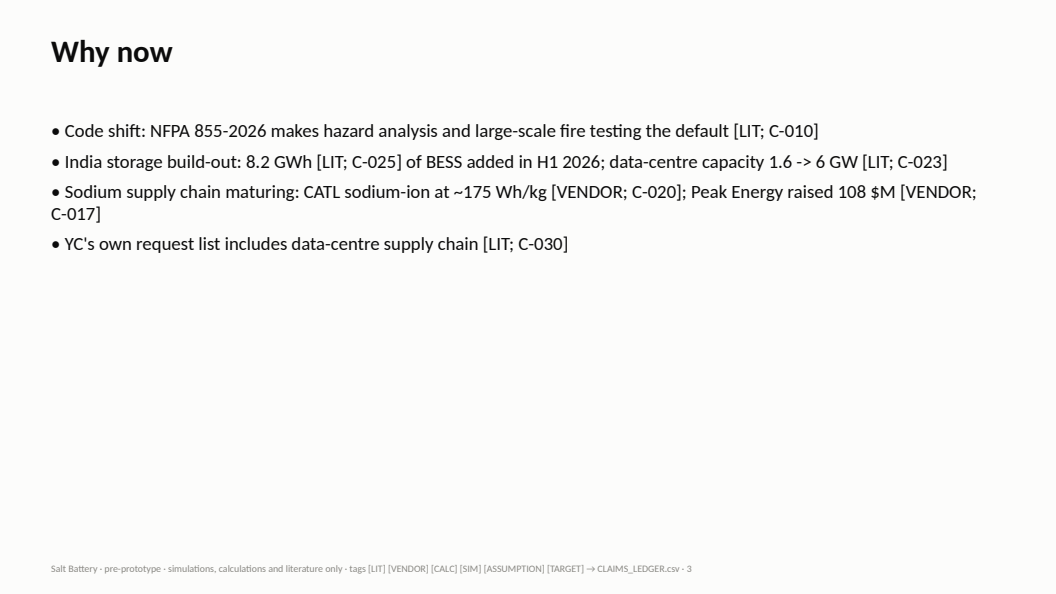 Why now
• Code shift: NFPA 855-2026 makes hazard analysis and large-scale fire testing the default [LIT; C-010]
• India storage build-out: 8.2 GWh [LIT; C-025] of BESS added in H1 2026; data-centre capacity 1.6 -> 6 GW [LIT; C-023]
• Sodium supply chain maturing: CATL sodium-ion at ~175 Wh/kg [VENDOR; C-020]; Peak Energy raised 108 $M [VENDOR;
C-017]
• YC's own request list includes data-centre supply chain [LIT; C-030]
Salt Battery · pre-prototype · simulations, calculations and literature only · tags [LIT] [VENDOR] [CALC] [SIM] [ASSUMPTION] [TARGET] → CLAIMS_LEDGER.csv · 3